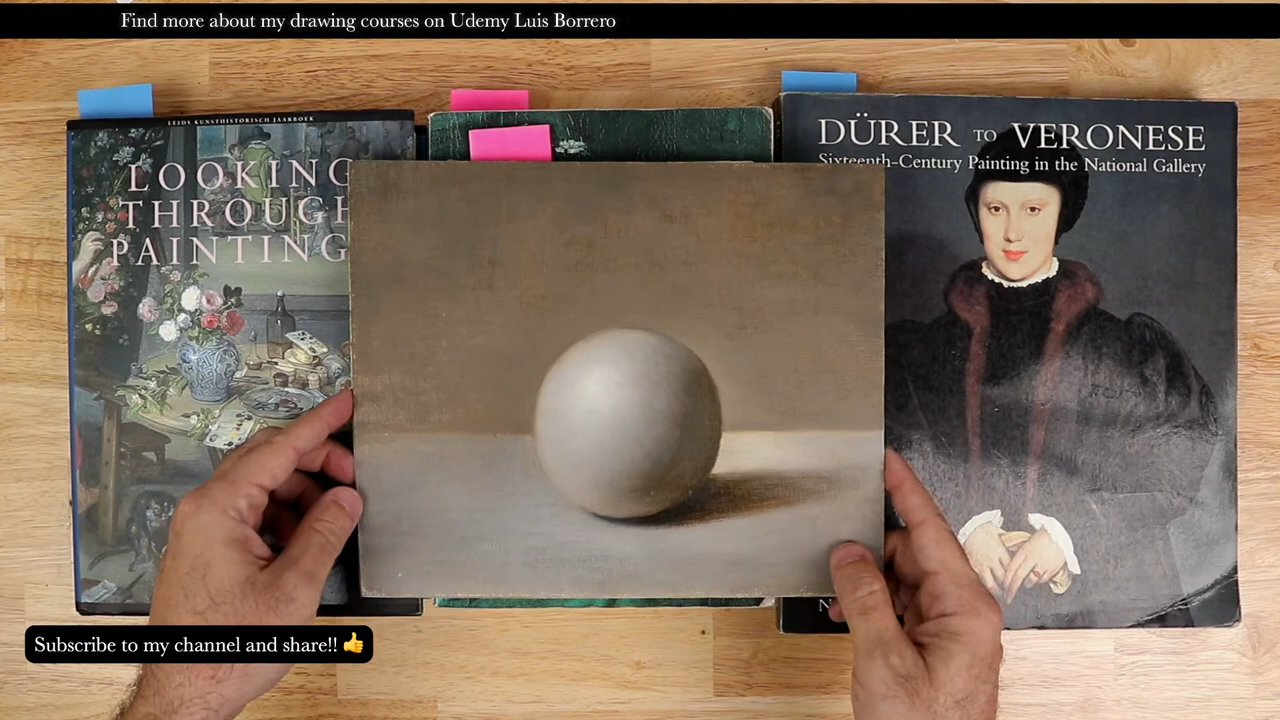 Find more about my drawing courses on Udemy Luis Borrero
LEIDS KUNSTHISTORISCH JAARBOEK
LOOKING
THROUGH
PAINTING
DÜRER TO VERONESE
Sixteenth-Century Painting in the National Gallery
Subscribe to my channel and share!! 👍